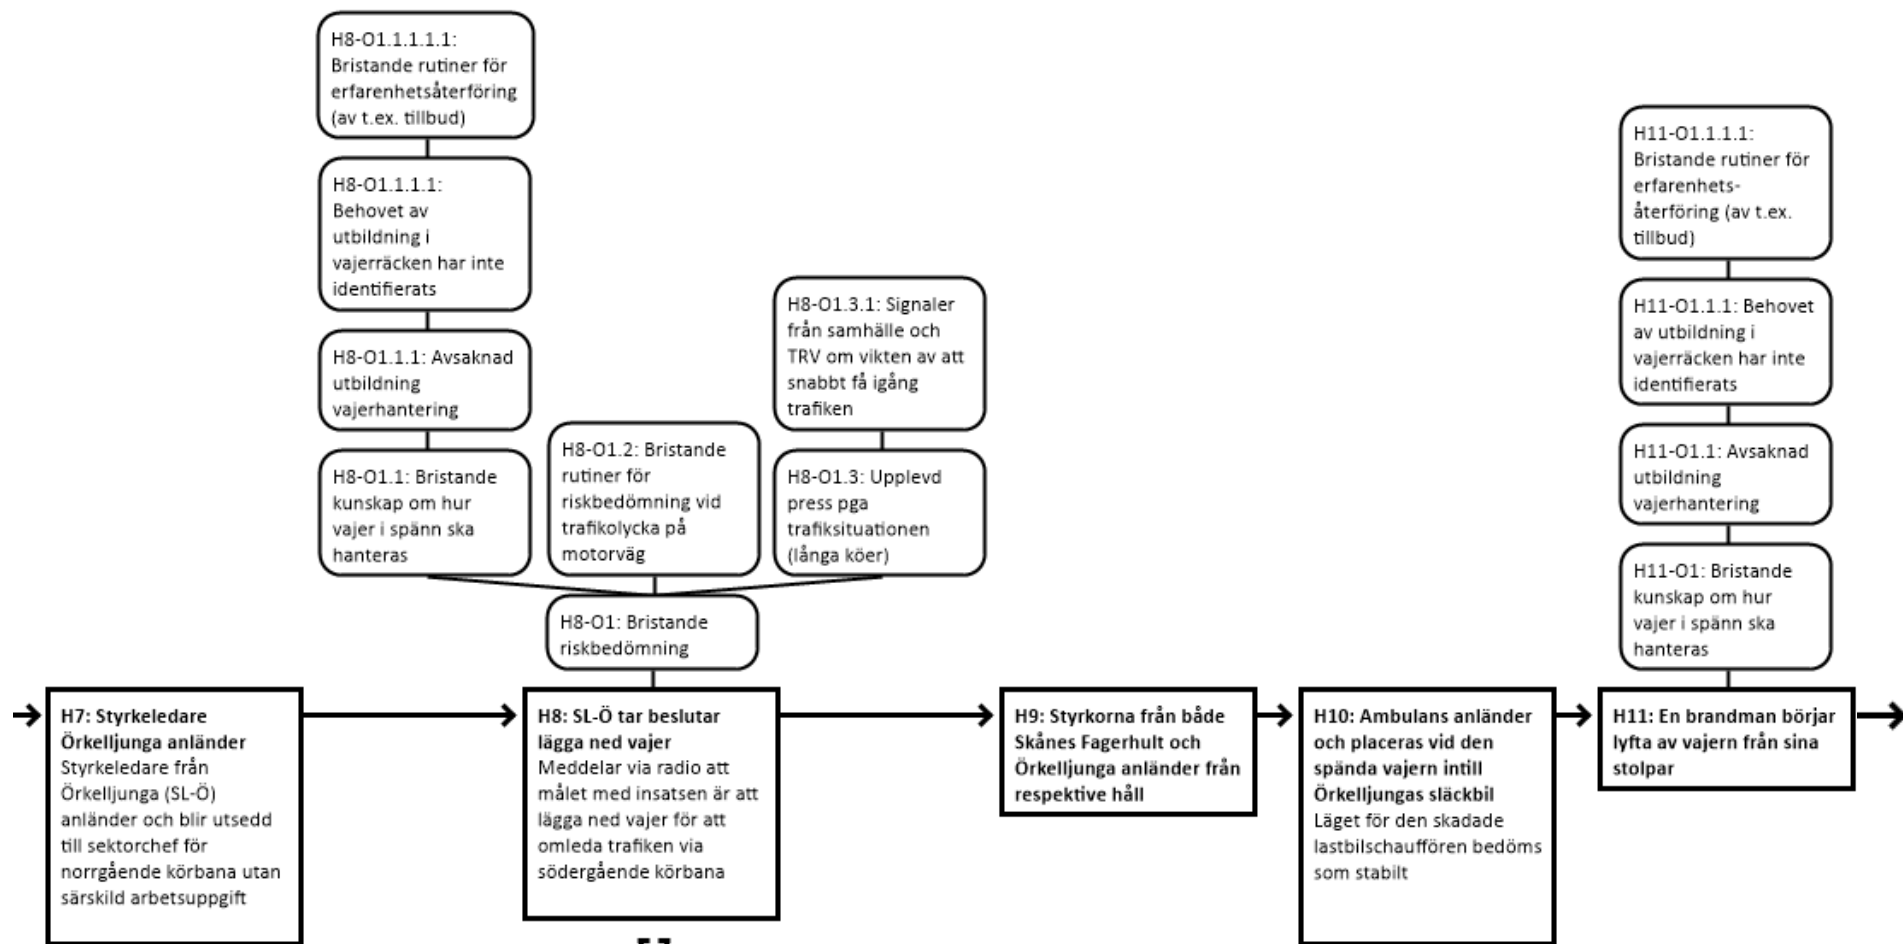 H8-O1.1.1.1.1:
Bristande rutiner för
erfarenhetsåterföring
(av t.ex. tillbud)
H8-O1.1.1.1:
Behovet av
utbildning i
vajerräcken har inte
identifierats
H8-O1.1.1: Avsaknad
utbildning
vajerhantering
H8-O1.1: Bristande
kunskap om hur
vajer i spänn ska
hanteras
H8-O1.2: Bristande
rutiner för
riskbedömning vid
trafikolycka på
motorväg
H8-O1.3.1: Signaler
från samhälle och
TRV om vikten av att
snabbt få igång
trafiken
H8-O1.3: Upplevd
press pga
trafiksituationen
(långa köer)
H8-O1: Bristande
riskbedömning
H11-O1.1.1.1:
Bristande rutiner för
erfarenhets-
återföring (av t.ex.
tillbud)
H11-O1.1.1: Behovet
av utbildning i
vajerräcken har inte
identifierats
H11-O1.1: Avsaknad
utbildning
vajerhantering
H11-O1: Bristande
kunskap om hur
vajer i spänn ska
hanteras
H7: Styrkeledare
Örkelljunga anländer
Styrkeledare från
Örkelljunga (SL-Ö)
anländer och blir utsedd
till sektorchef för
norrgående körbana utan
särskild arbetsuppgift
H8: SL-Ö tar beslutar
lägga ned vajer
Meddelar via radio att
målet med insatsen är att
lägga ned vajer för att
omleda trafiken via
södergående körbana
H9: Styrkorna från både
Skånes Fagerhult och
Örkelljunga anländer från
respektive håll
H10: Ambulans anländer
och placeras vid den
spända vajern intill
Örkelljungas släckbil
Läget för den skadade
lastbilschauffören bedöms
som stabilt
H11: En brandman börjar
lyfta av vajern från sina
stolpar